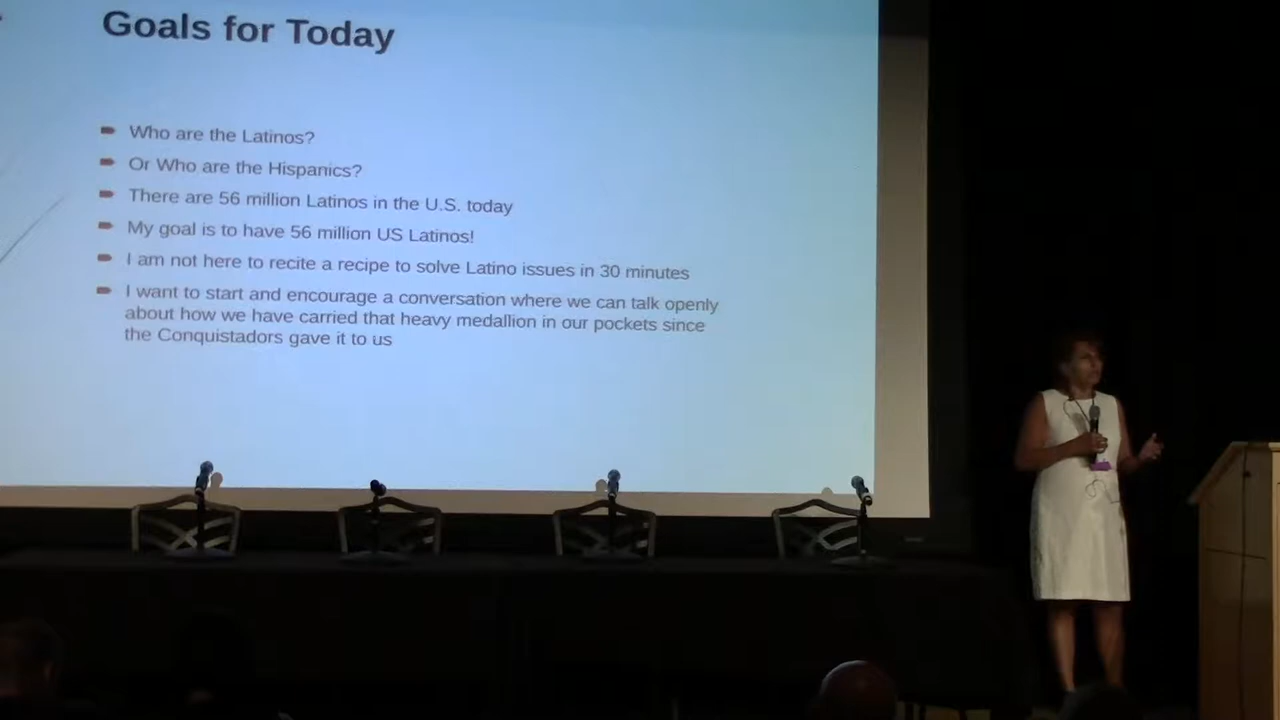 Goals for Today
Who are the Latinos?
Or Who are the Hispanics?
There are 56 million Latinos in the U.S. today
My goal is to have 56 million US Latinos!
I am not here to recite a recipe to solve Latino issues in 30 minutes
I want to start and encourage a conversation where we can talk openly
about how we have carried that heavy medallion in our pockets since
the Conquistadors gave it to us